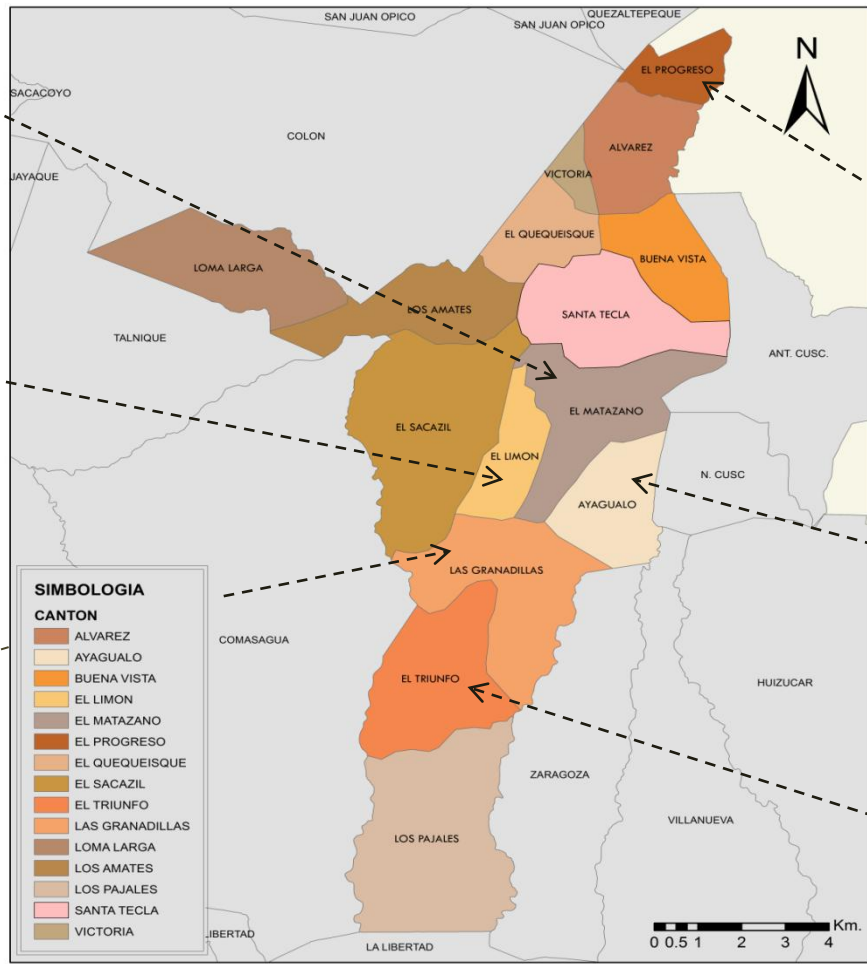 QUEZALTEPEQUE
SAN JUAN OPICO
SAN JUAN OPICO
N
EL PROGRESO
SACACOYO
COLON
ALVAREZ
JAYAQUE
VICTORIA
EL QUEQUEISQUE
BUENA VISTA
LOMA LARGA
LOS AMATES
SANTA TECLA
TALNIQUE
ANT. CUSC.
EL MATAZANO
EL SACAZIL
EL LIMON
N. CUSC
AYAGUALO
LAS GRANADILLAS
COMASAGUA
EL TRIUNFO
HUIZUCAR
ZARAGOZA
VILLANUEVA
LOS PAJALES
LIBERTAD
LA LIBERTAD
SIMBOLOGIA
CANTON
ALVAREZ
AYAGUALO
BUENA VISTA
EL LIMON
EL MATAZANO
EL PROGRESO
EL QUEQUEISQUE
EL SACAZIL
EL TRIUNFO
LAS GRANADILLAS
LOMA LARGA
LOS AMATES
LOS PAJALES
SANTA TECLA
VICTORIA
Km.
0 0.5 1 2 3 4